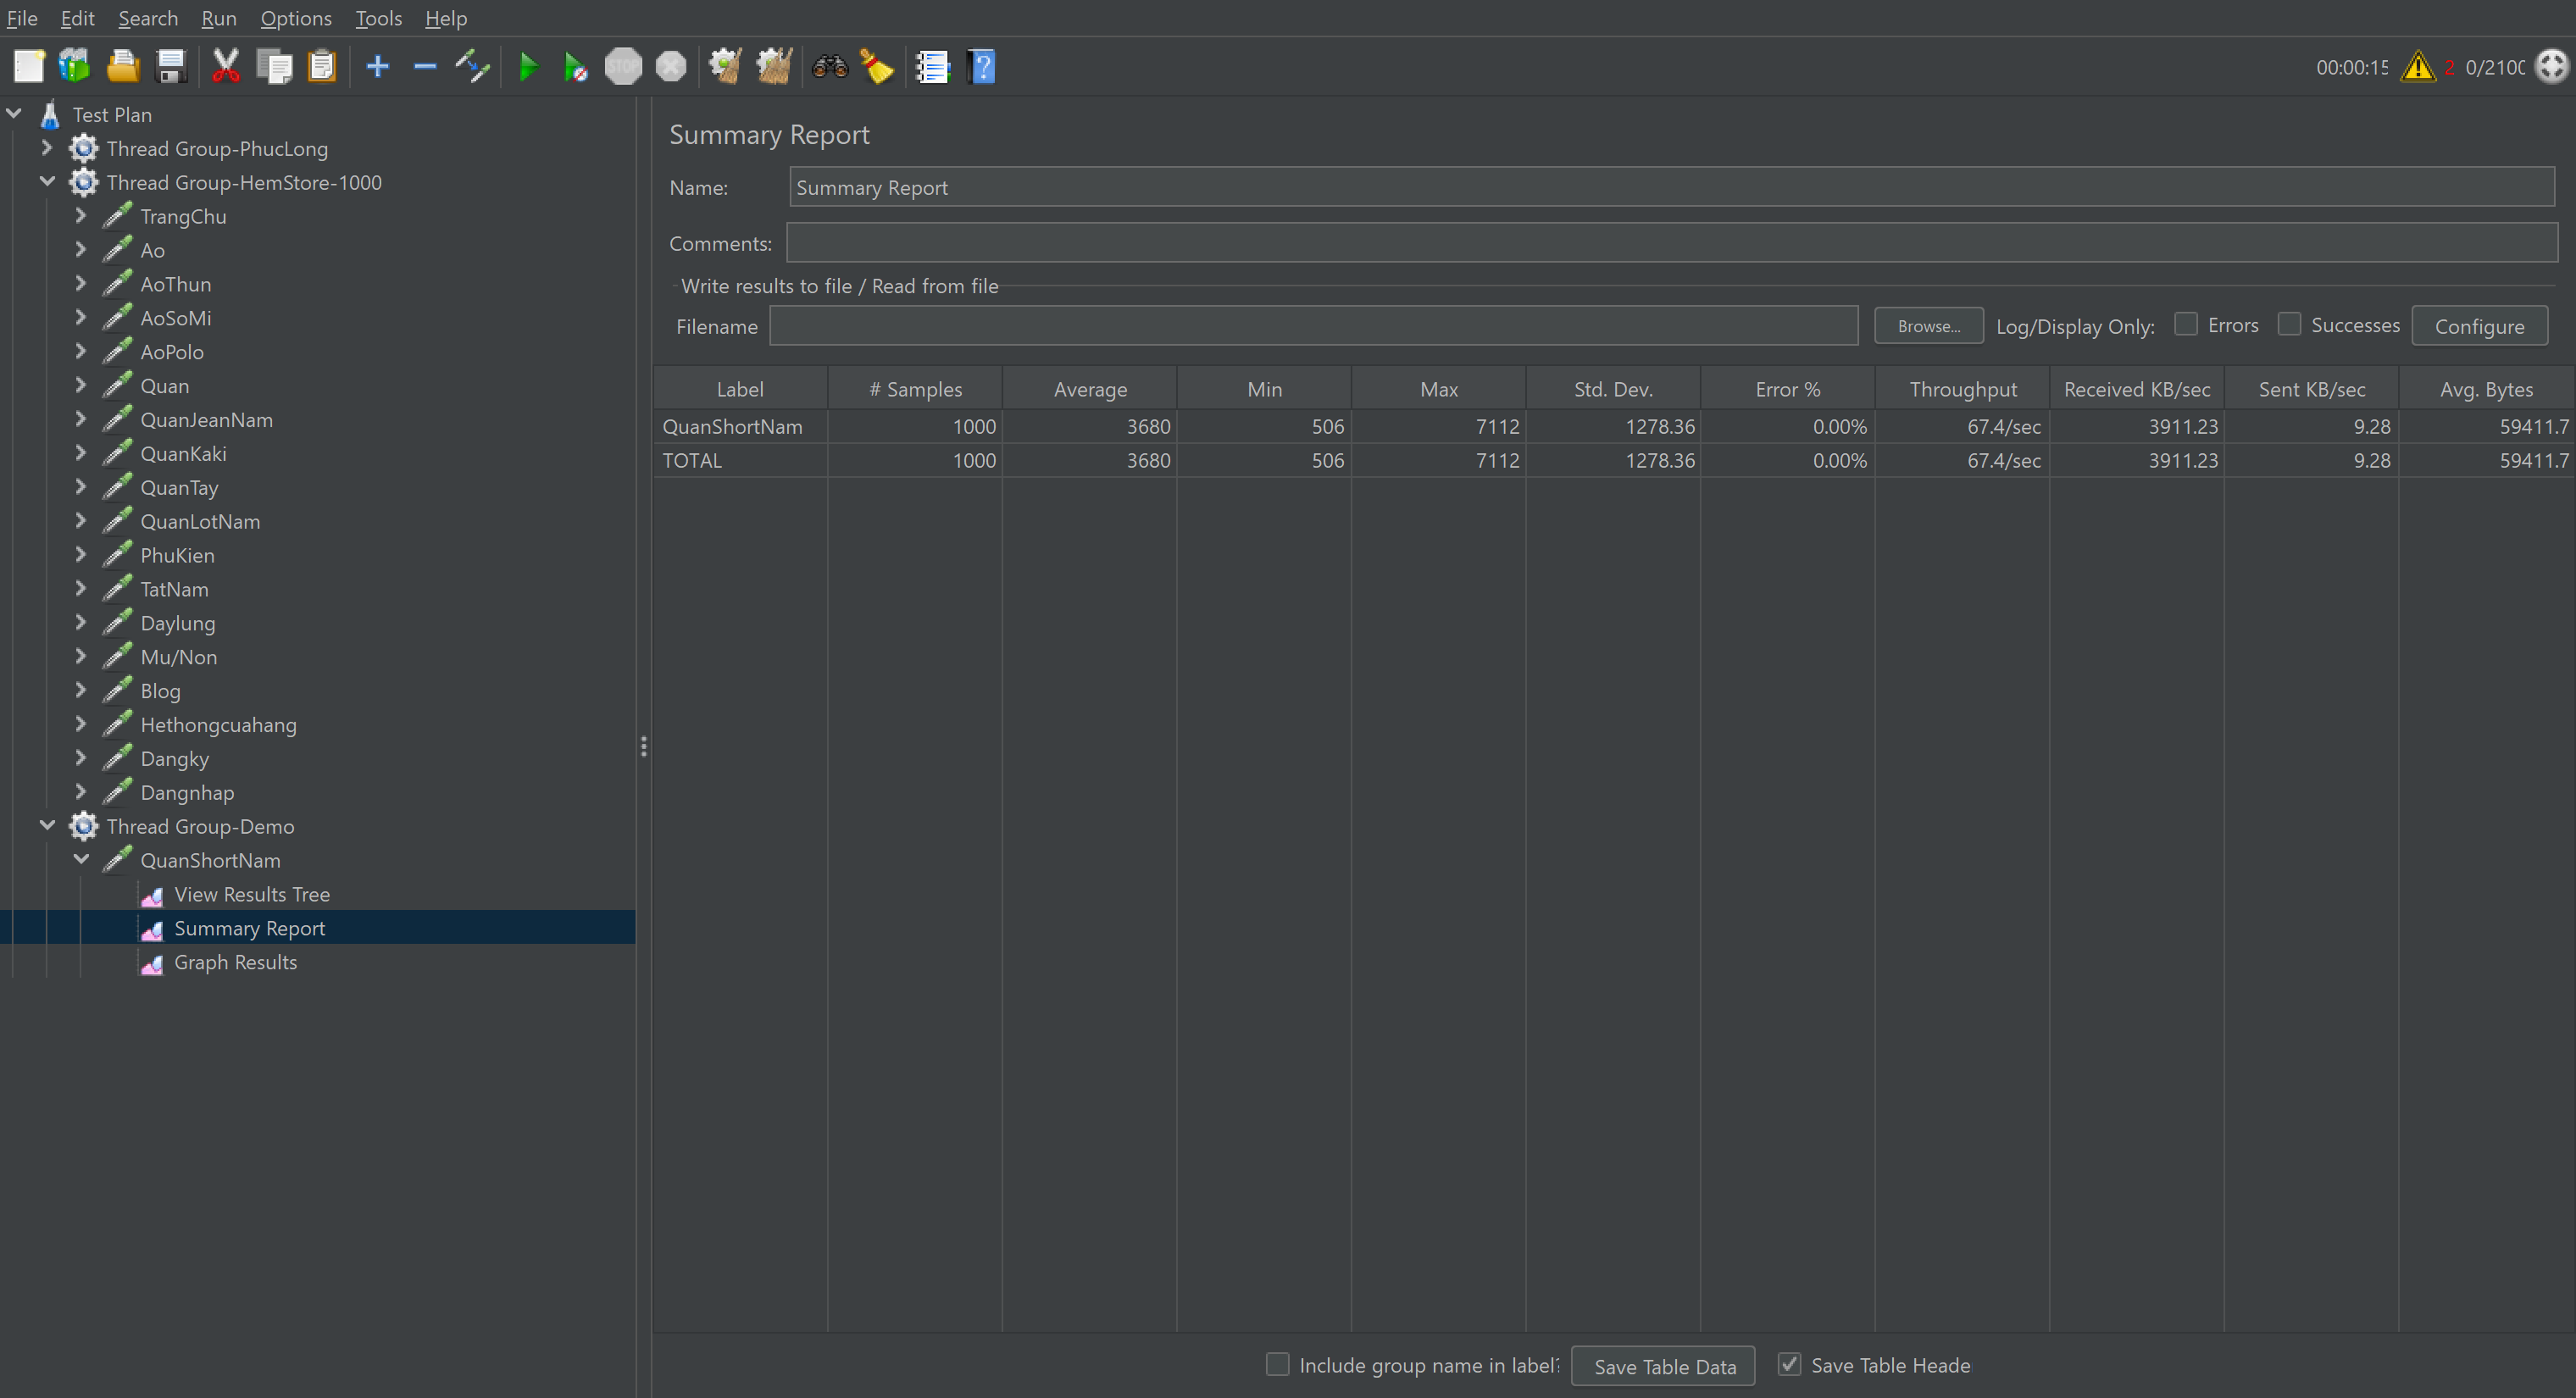 File Edit Search Run Options Tools Help
STOP
00:00:15 2 0/2100
Test Plan
Thread Group-PhucLong
Thread Group-HemStore-1000
TrangChu
Ao
AoThun
AoSoMi
AoPolo
Quan
QuanJeanNam
QuanKaki
QuanTay
QuanLotNam
PhuKien
TatNam
Daylung
Mu/Non
Blog
Hethongcuahang
Dangky
Dangnhap
Thread Group-Demo
QuanShortNam
View Results Tree
Summary Report
Graph Results
Summary Report
Name: Summary Report
Comments:
Write results to file / Read from file
Filename Browse... Log/Display Only: Errors Successes Configure
Label # Samples Average Min Max Std. Dev. Error % Throughput Received KB/sec Sent KB/sec Avg. Bytes
QuanShortNam 1000 3680 506 7112 1278.36 0.00% 67.4/sec 3911.23 9.28 59411.7
TOTAL 1000 3680 506 7112 1278.36 0.00% 67.4/sec 3911.23 9.28 59411.7
Include group name in label? Save Table Data Save Table Heade